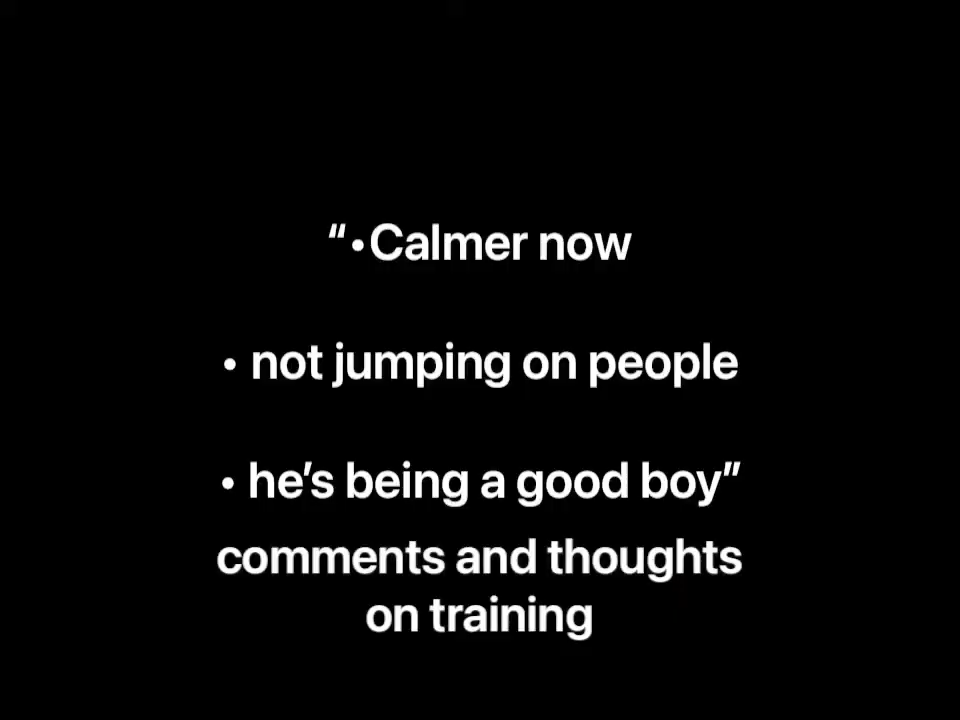 “•Calmer now
• not jumping on people
• he’s being a good boy”
comments and thoughts
on training